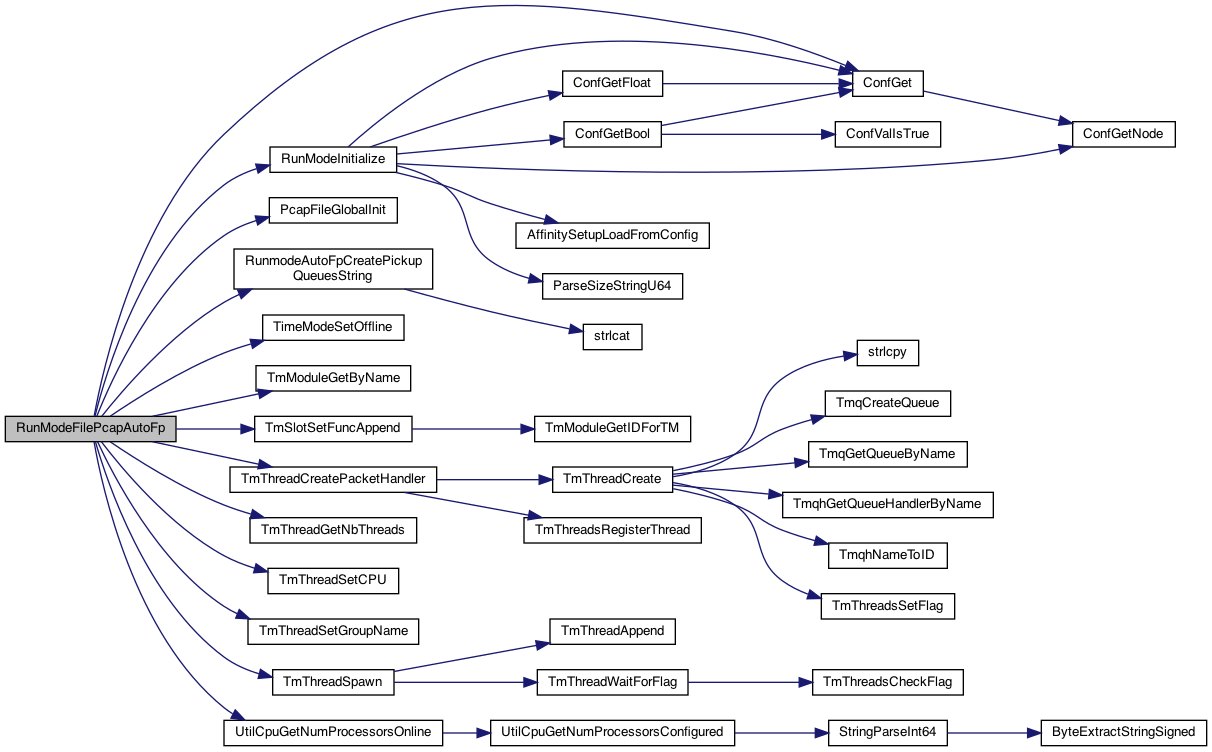 ConfGetFloat
ConfGet
ConfGetBool
ConfValIsTrue
ConfGetNode
RunModeInitialize
PcapFileGlobalInit
AffinitySetupLoadFromConfig
RunmodeAutoFpCreatePickup
QueuesString
ParseSizeStringU64
TimeModeSetOffline
strlcat
strlcpy
TmModuleGetByName
TmqCreateQueue
RunModeFilePcapAutoFp
TmSlotSetFuncAppend
TmModuleGetIDForTM
TmqGetQueueByName
TmThreadCreatePacketHandler
TmThreadCreate
TmqhGetQueueHandlerByName
TmThreadGetNbThreads
TmThreadsRegisterThread
TmqhNameToID
TmThreadSetCPU
TmThreadsSetFlag
TmThreadSetGroupName
TmThreadAppend
TmThreadSpawn
TmThreadWaitForFlag
TmThreadsCheckFlag
UtilCpuGetNumProcessorsOnline
UtilCpuGetNumProcessorsConfigured
StringParseInt64
ByteExtractStringSigned